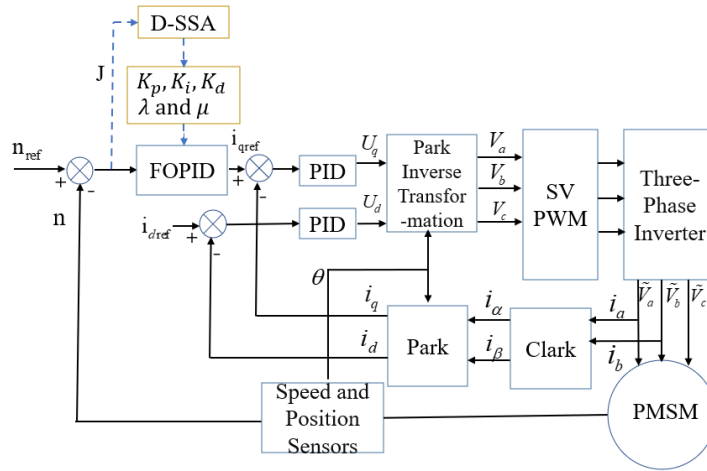 D-SSA
J
K_p, K_i, K_d
λ and μ
n_ref
+
-
n
FOPID
i_qref
+
-
PID
U_q
i_dref
+
-
PID
U_d
Park
Inverse
Transfor
-mation
V_a
V_b
V_c
SV
PWM
Three-
Phase
Inverter
θ
i_q
i_d
Park
i_α
i_β
Clark
i_a
i_b
Ṽ_a
Ṽ_b
Ṽ_c
Speed and
Position
Sensors
PMSM